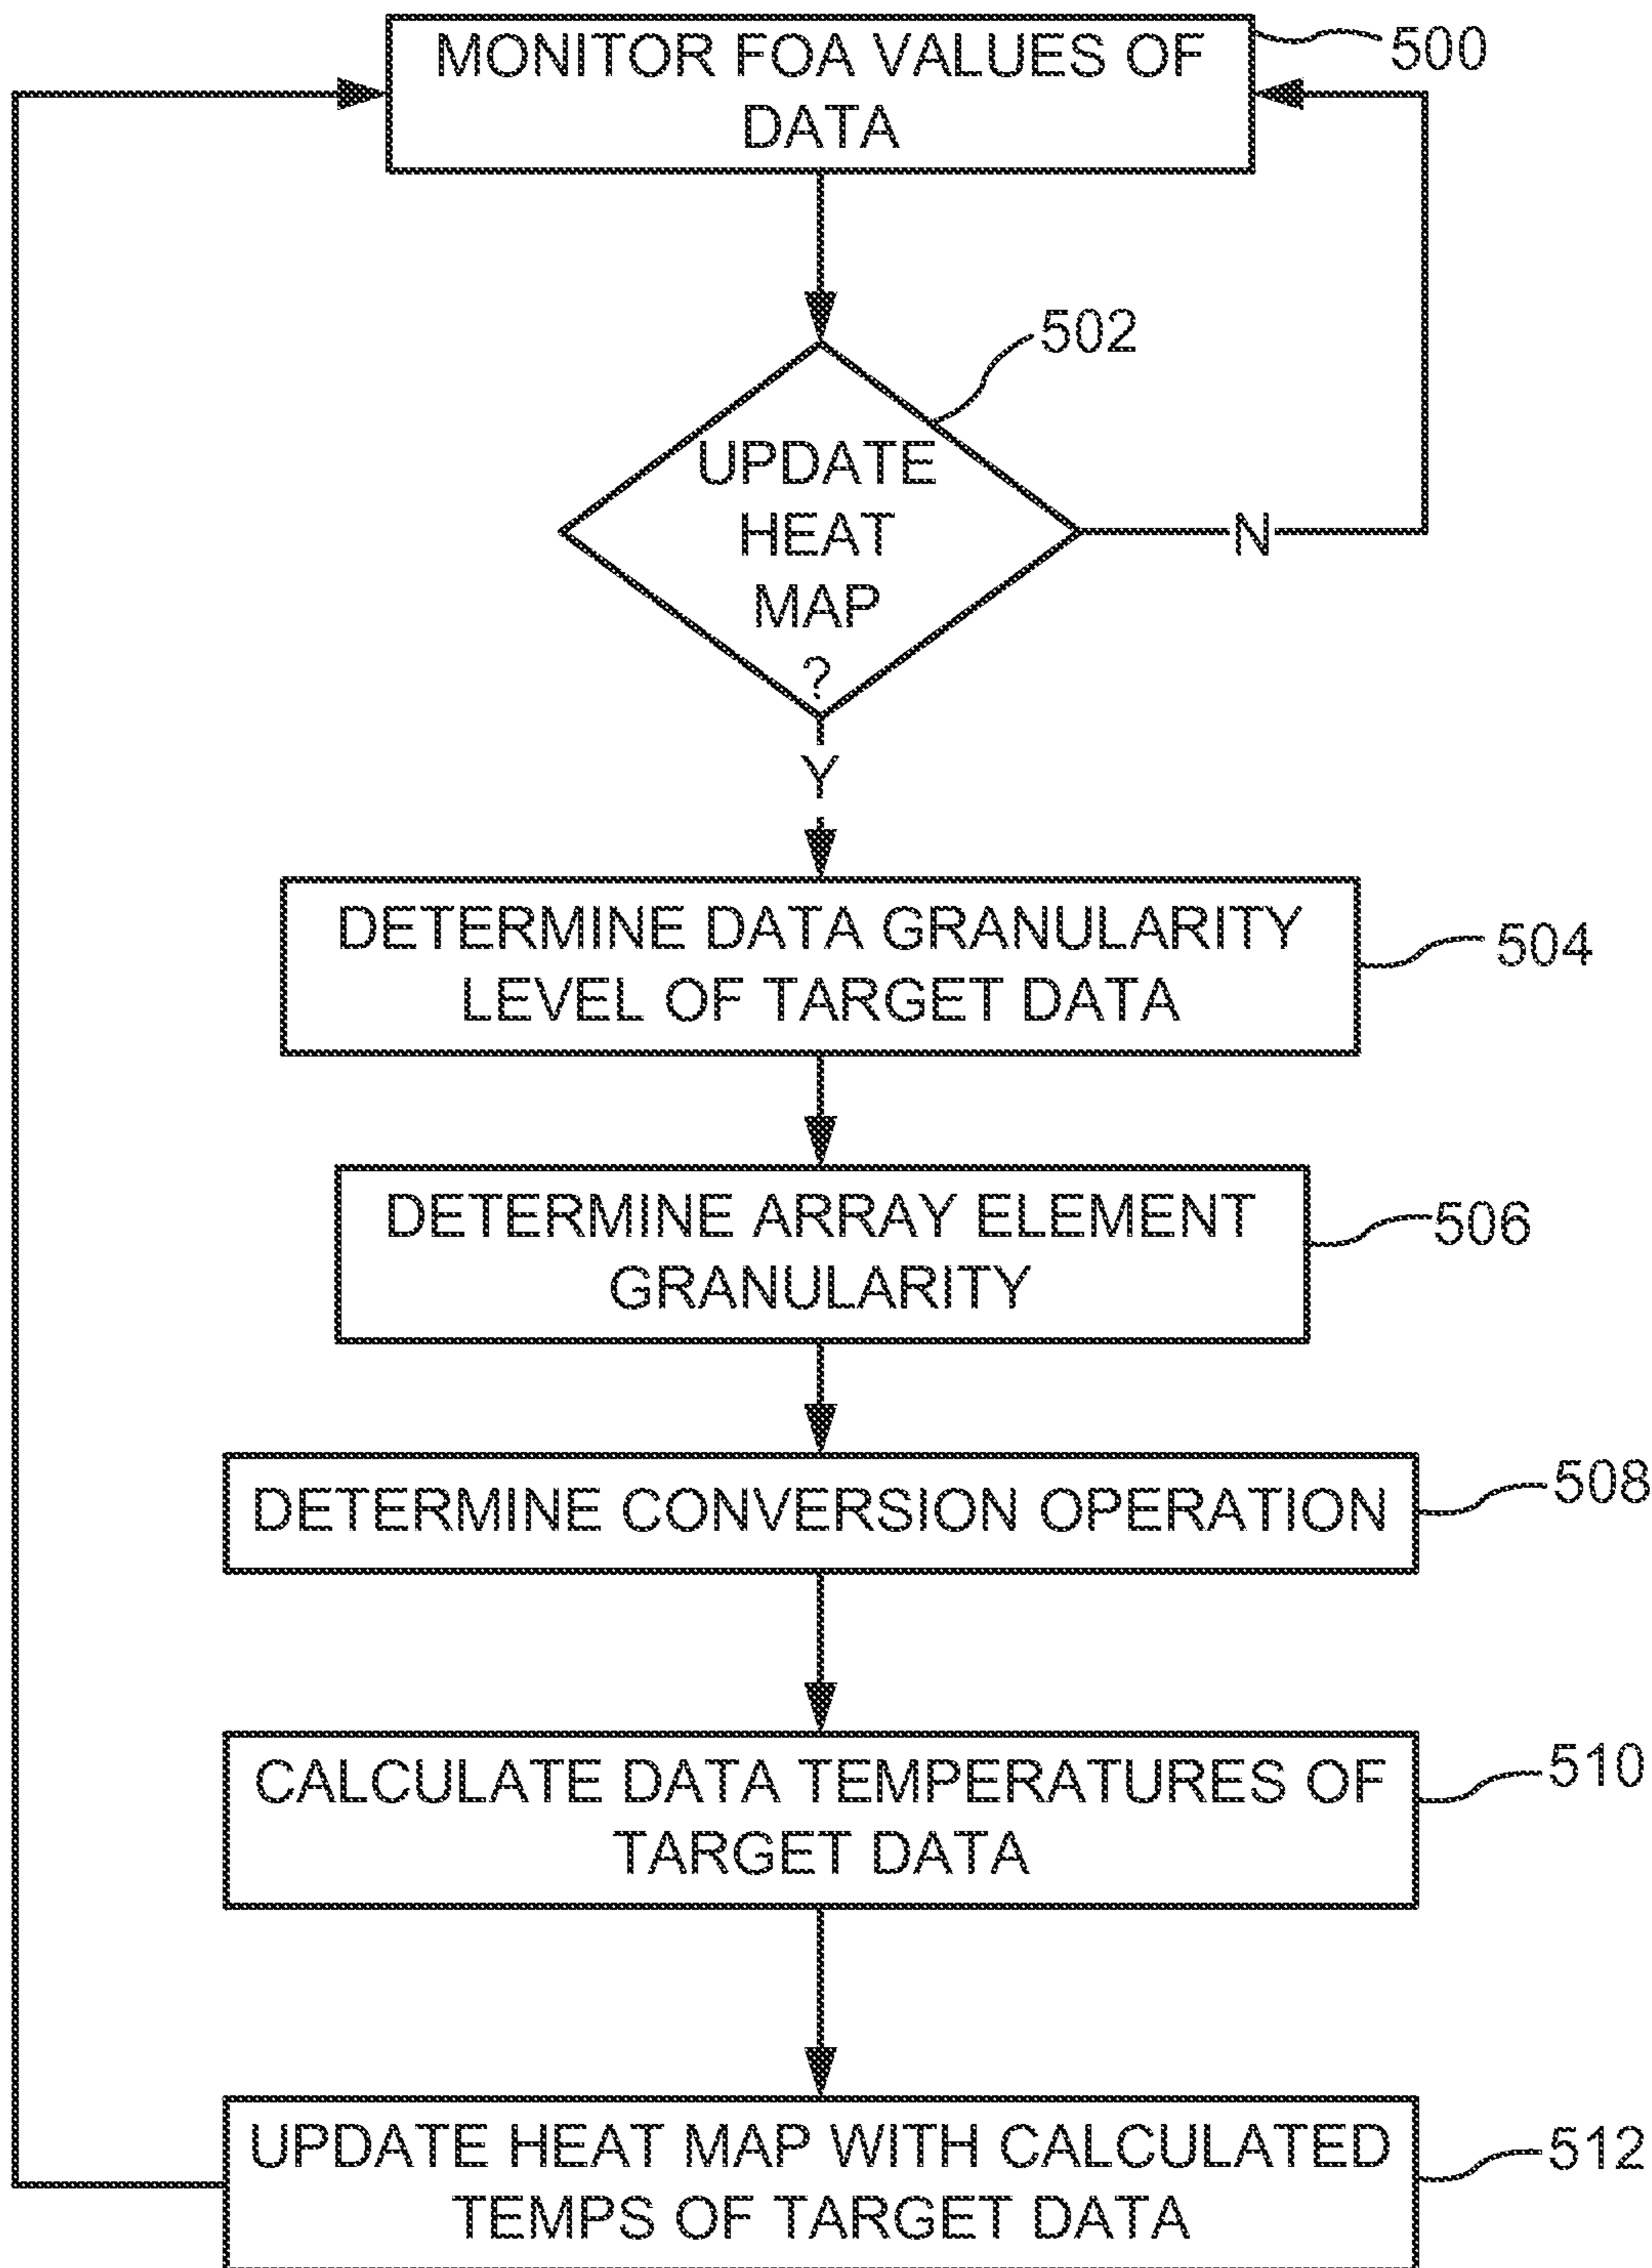 MONITOR FOA VALUES OF
DATA
500
502
UPDATE
HEAT
MAP
?
N
Y
DETERMINE DATA GRANULARITY
LEVEL OF TARGET DATA
504
DETERMINE ARRAY ELEMENT
GRANULARITY
506
DETERMINE CONVERSION OPERATION
508
CALCULATE DATA TEMPERATURES OF
TARGET DATA
510
UPDATE HEAT MAP WITH CALCULATED
TEMPS OF TARGET DATA
512